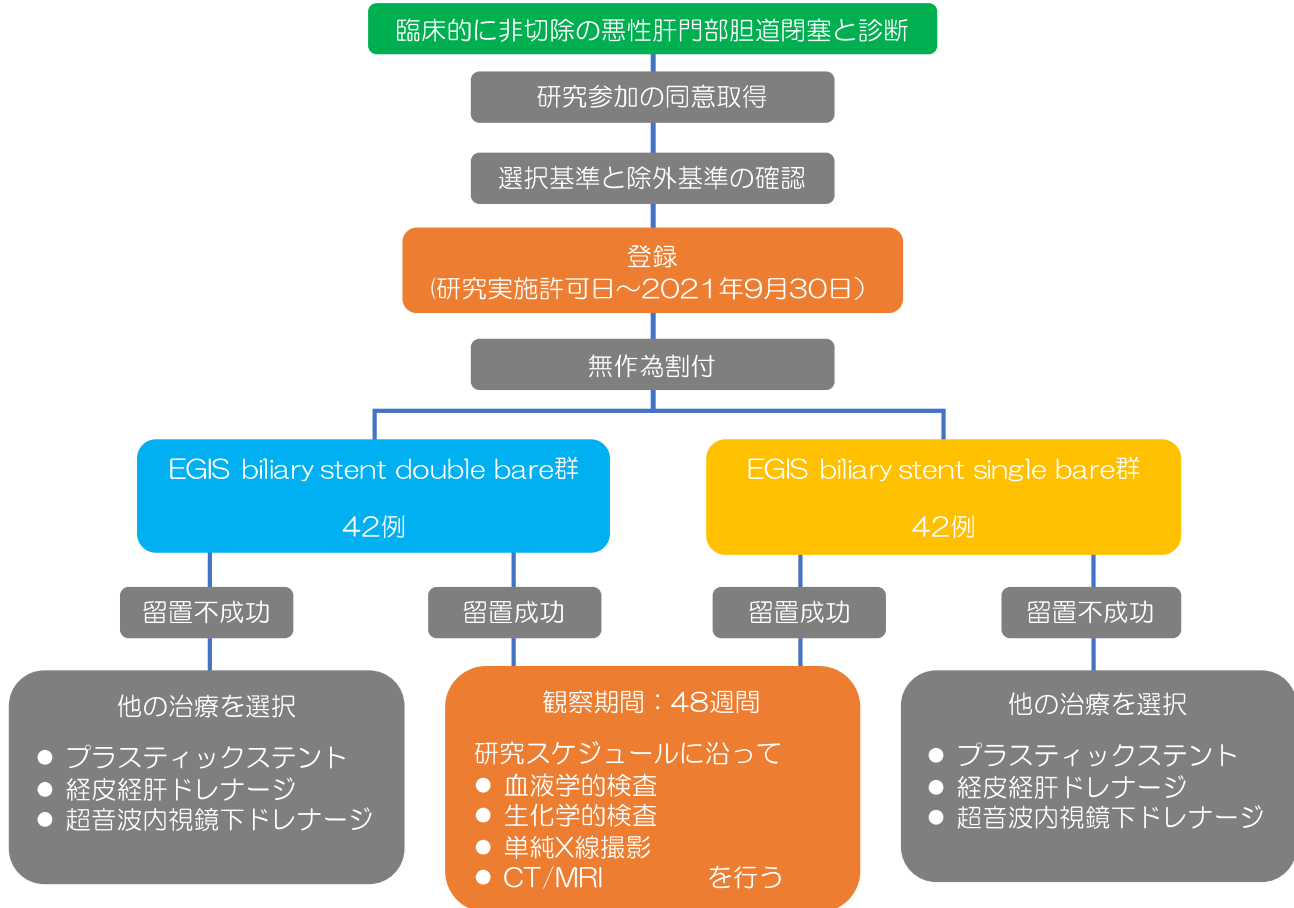 臨床的に非切除の悪性肝門部胆道閉塞と診断
研究参加の同意取得
選択基準と除外基準の確認
登録
(研究実施許可日～2021年9月30日）
無作為割付
EGIS biliary stent double bare群
42例
EGIS biliary stent single bare群
42例
留置不成功
留置成功
留置成功
留置不成功
他の治療を選択
● プラスティックステント
● 経皮経肝ドレナージ
● 超音波内視鏡下ドレナージ
観察期間：48週間
研究スケジュールに沿って
● 血液学的検査
● 生化学的検査
● 単純X線撮影
● CT/MRI を行う
他の治療を選択
● プラスティックステント
● 経皮経肝ドレナージ
● 超音波内視鏡下ドレナージ